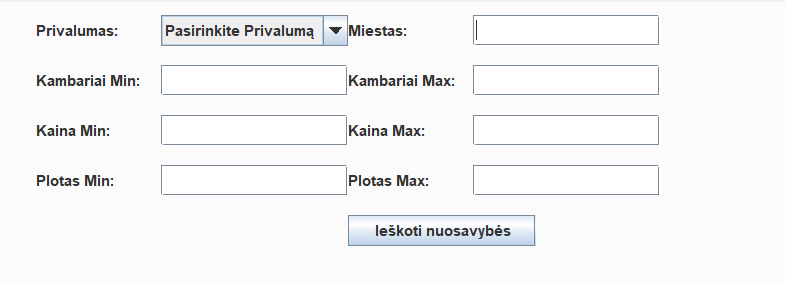 Privalumas: Pasirinkite Privalumą Miestas:
Kambariai Min: Kambariai Max:
Kaina Min: Kaina Max:
Plotas Min: Plotas Max:
Ieškoti nuosavybės